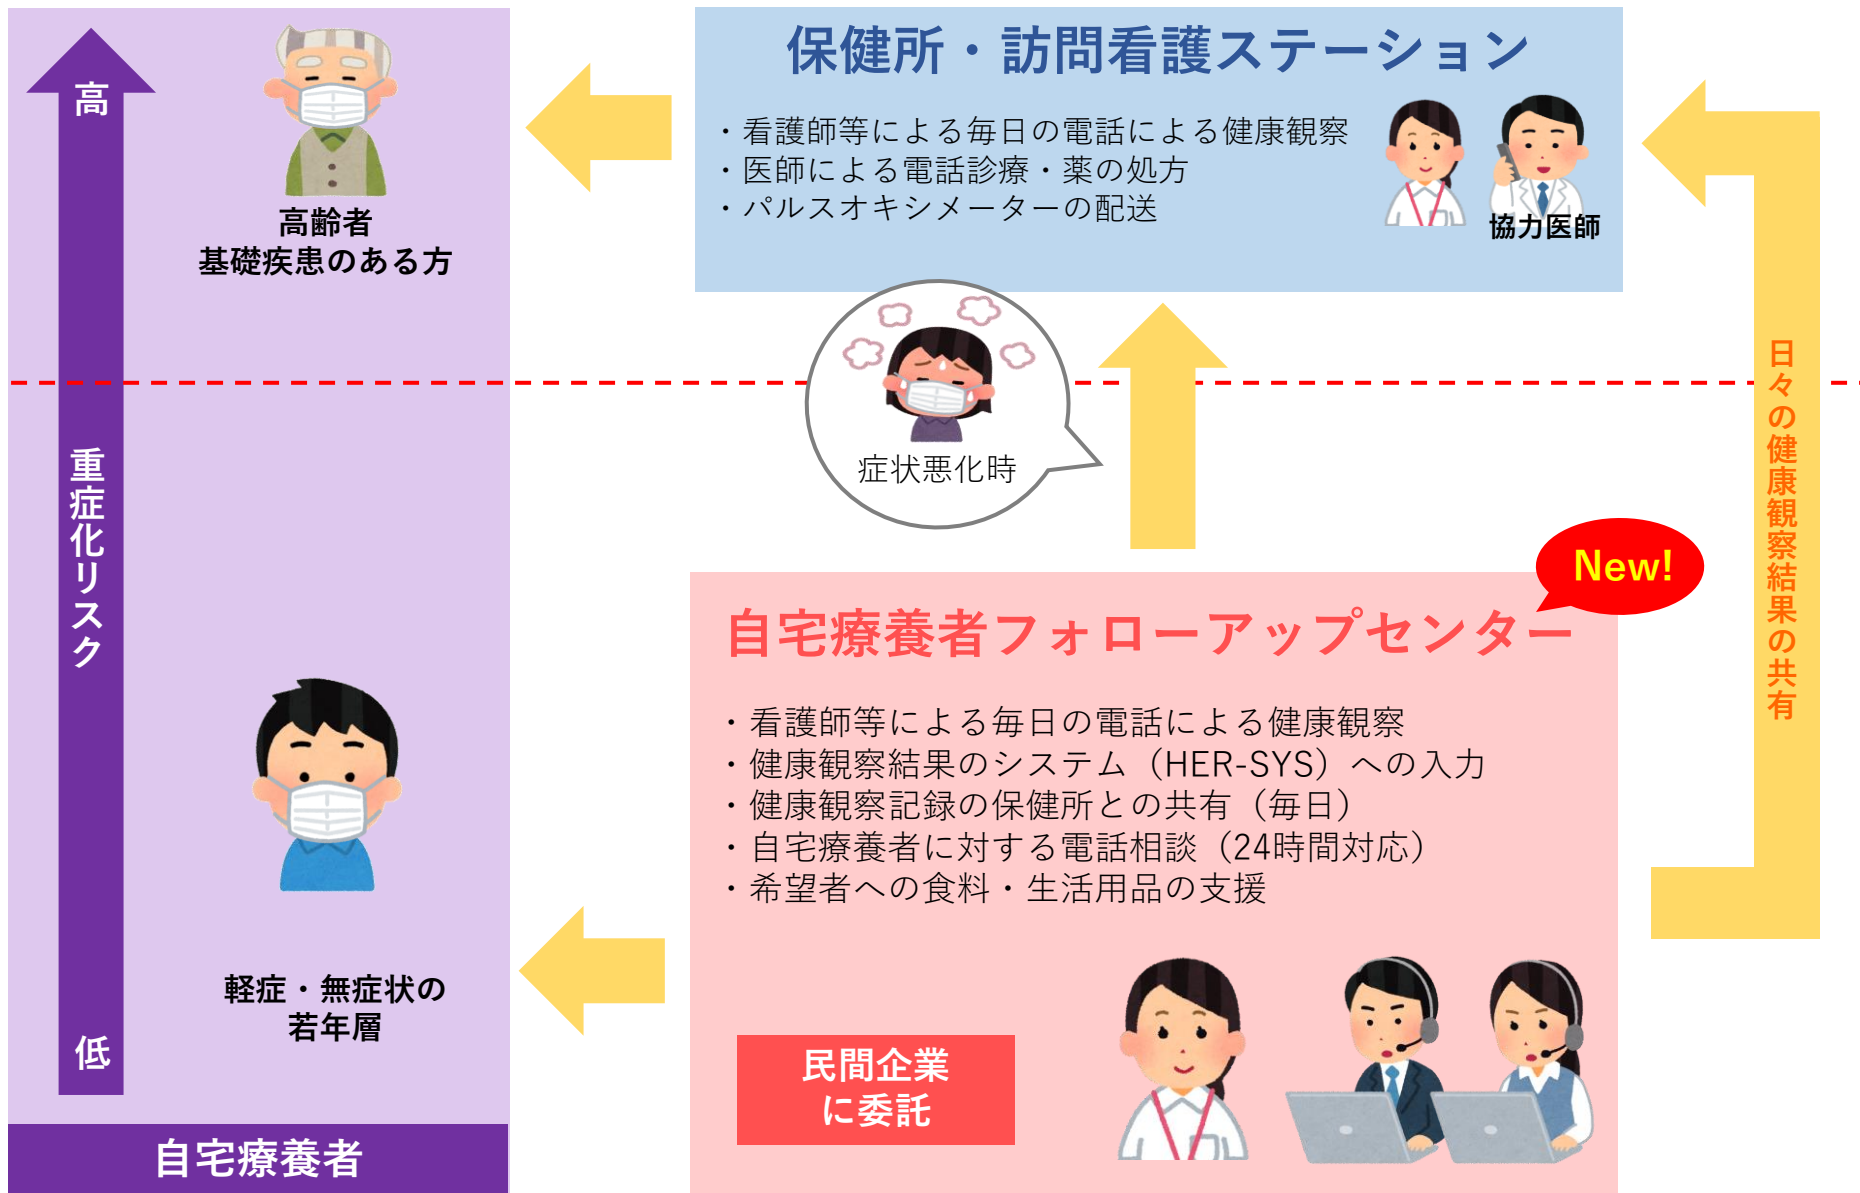 高
重症化リスク
低
高齢者
基礎疾患のある方
軽症・無症状の
若年層
自宅療養者
保健所・訪問看護ステーション
・看護師等による毎日の電話による健康観察
・医師による電話診療・薬の処方
・パルスオキシメーターの配送
協力医師
症状悪化時
日々の健康観察結果の共有
New!
自宅療養者フォローアップセンター
・看護師等による毎日の電話による健康観察
・健康観察結果のシステム（HER-SYS）への入力
・健康観察記録の保健所との共有（毎日）
・自宅療養者に対する電話相談（24時間対応）
・希望者への食料・生活用品の支援
民間企業
に委託